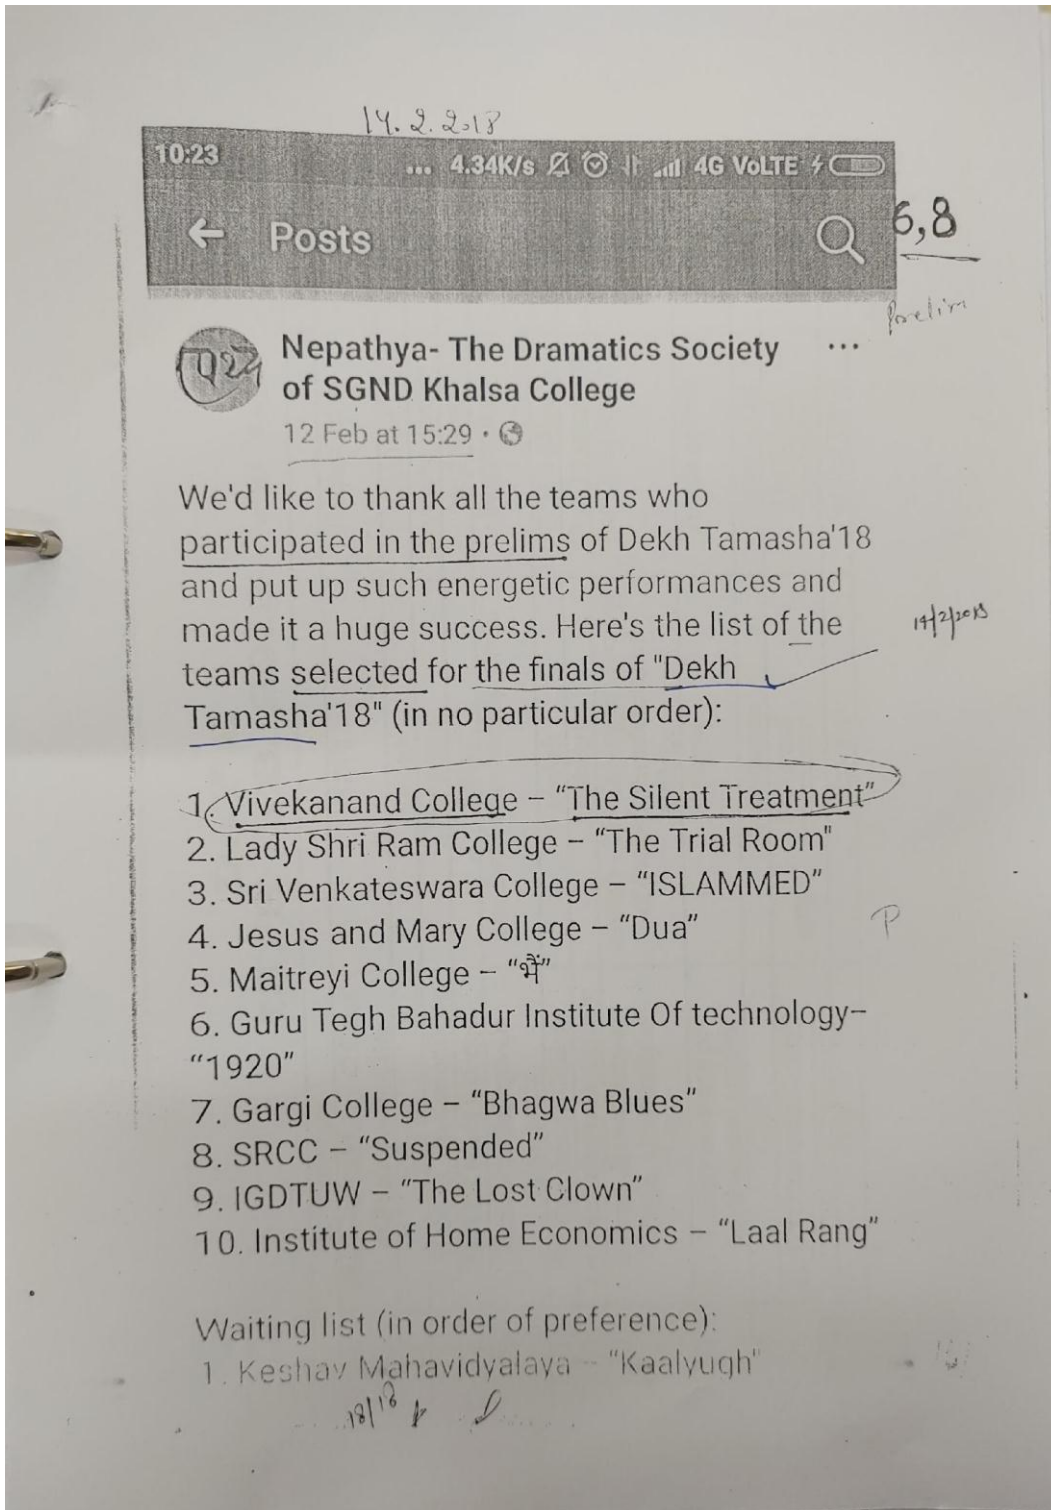 14.2.2018
10:23 ... 4.34K/s 4G VoLTE
← Posts
6,8
Prelim
Nepathya- The Dramatics Society ...
of SGND Khalsa College
12 Feb at 15:29 ·
We'd like to thank all the teams who
participated in the prelims of Dekh Tamasha'18
and put up such energetic performances and
made it a huge success. Here's the list of the
14/2/2018
teams selected for the finals of "Dekh
Tamasha'18" (in no particular order):
1. Vivekanand College – “The Silent Treatment”
2. Lady Shri Ram College – “The Trial Room"
3. Sri Venkateswara College – “ISLAMMED”
4. Jesus and Mary College – “Dua”
P
5. Maitreyi College – “भैं”
6. Guru Tegh Bahadur Institute Of technology–
“1920”
7. Gargi College – “Bhagwa Blues”
8. SRCC – “Suspended”
9. IGDTUW – “The Lost Clown”
10. Institute of Home Economics – “Laal Rang”
Waiting list (in order of preference):
1. Keshav Mahavidyalaya – "Kaalyugh"
18/18